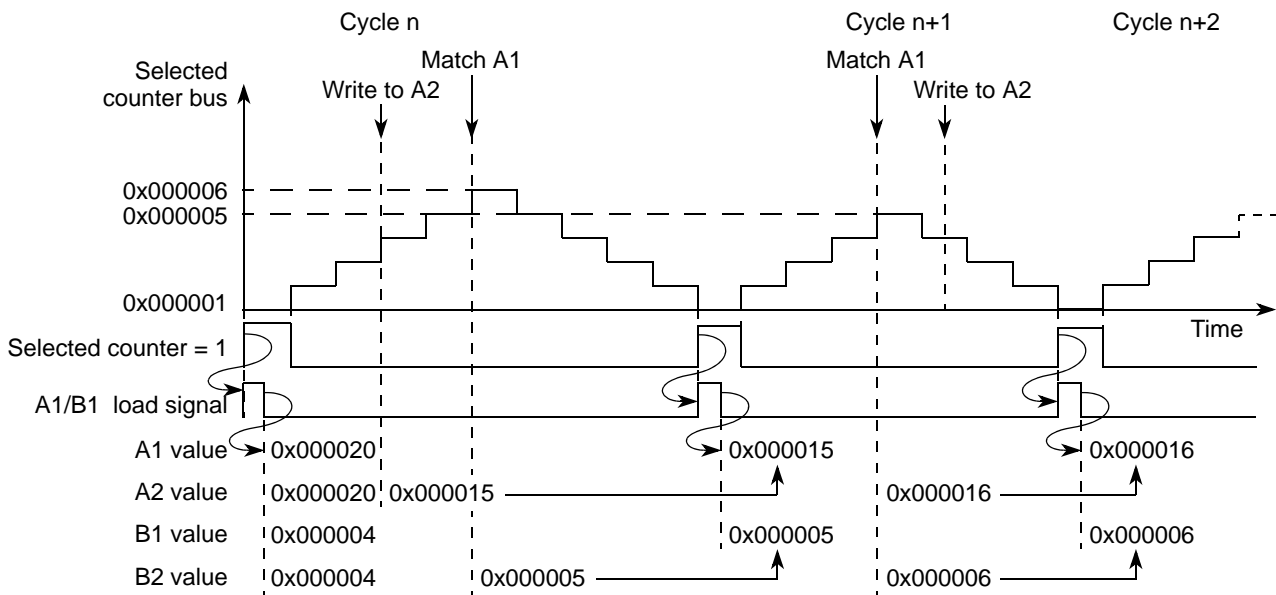 Cycle n
Cycle n+1
Cycle n+2
Match A1
Match A1
Selected
counter bus
Write to A2
Write to A2
0x000006
0x000005
0x000001
Time
Selected counter = 1
A1/B1 load signal
A1 value 0x000020 0x000015 0x000016
A2 value 0x000020 0x000015 0x000016
B1 value 0x000004 0x000005 0x000006
B2 value 0x000004 0x000005 0x000006